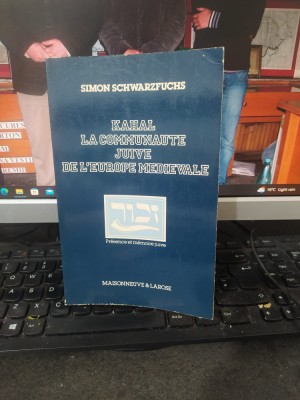 SIMON SCHWARZFUCHS
KAHAL
LA COMMUNAUTE
JUIVE
DE L'EUROPE MEDIEVALE
זכור
Présence et mémoire juive
MAISONNEUVE & LAROSE